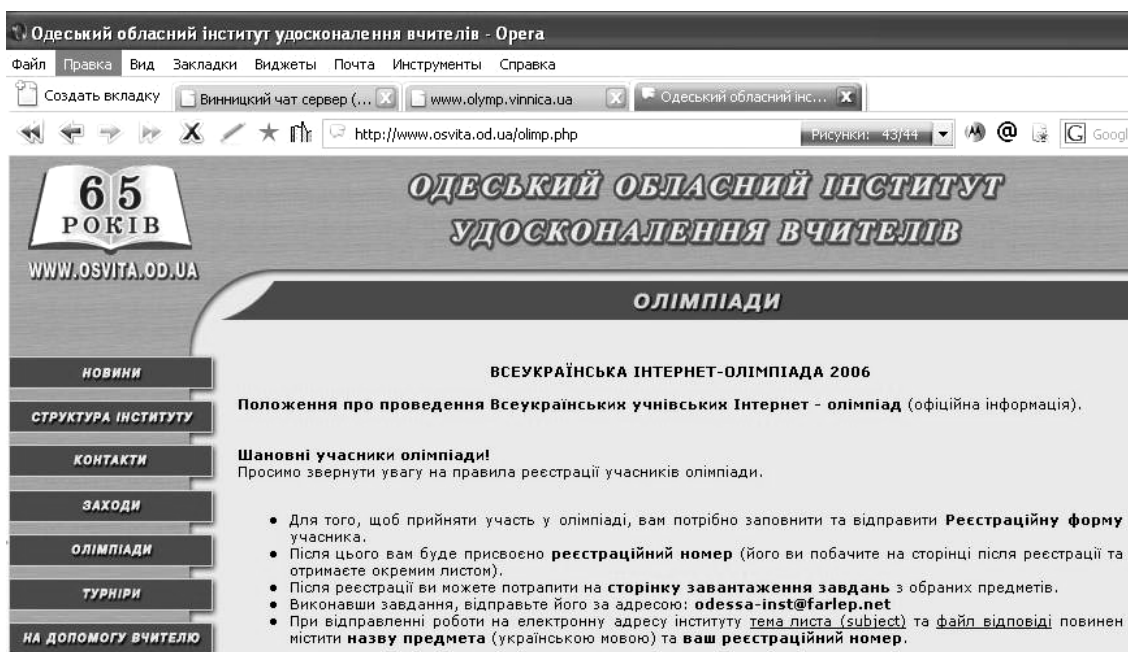 Одеський обласний інститут удосконалення вчителів - Opera
Файл Правка Вид Закладки Виджеты Почта Инструменты Справка
Создать вкладку Винницкий чат сервер (... www.olymp.vinnica.ua Одеський обласний інс...
http://www.osvita.od.ua/olimp.php Рисунки: 43/44 Googl
65
РОКІВ
WWW.OSVITA.OD.UA
ОДЕСЬКИЙ ОБЛАСНИЙ ІНСТИТУТ
УДОСКОНАЛЕННЯ ВЧИТЕЛІВ
ОЛІМПІАДИ
НОВИНИ
СТРУКТУРА ІНСТИТУТУ
КОНТАКТИ
ЗАХОДИ
ОЛІМПІАДИ
ТУРНІРИ
НА ДОПОМОГУ ВЧИТЕЛЮ
ВСЕУКРАЇНСЬКА ІНТЕРНЕТ-ОЛІМПІАДА 2006
Положення про проведення Всеукраїнських учнівських Інтернет - олімпіад (офіційна інформація).
Шановні учасники олімпіади!
Просимо звернути увагу на правила реєстрації учасників олімпіади.
● Для того, щоб прийняти участь у олімпіаді, вам потрібно заповнити та відправити Реєстраційну форму
учасника.
● Після цього вам буде присвоєно реєстраційний номер (його ви побачите на сторінці після реєстрації та
отримаєте окремим листом).
● Після реєстрації ви можете потрапити на сторінку завантаження завдань з обраних предметів.
● Виконавши завдання, відправьте його за адресою: odessa-inst@farlep.net
● При відправленні роботи на електронну адресу інституту тема листа (subject) та файл відповіді повинен
містити назву предмета (українською мовою) та ваш реєстраційний номер.